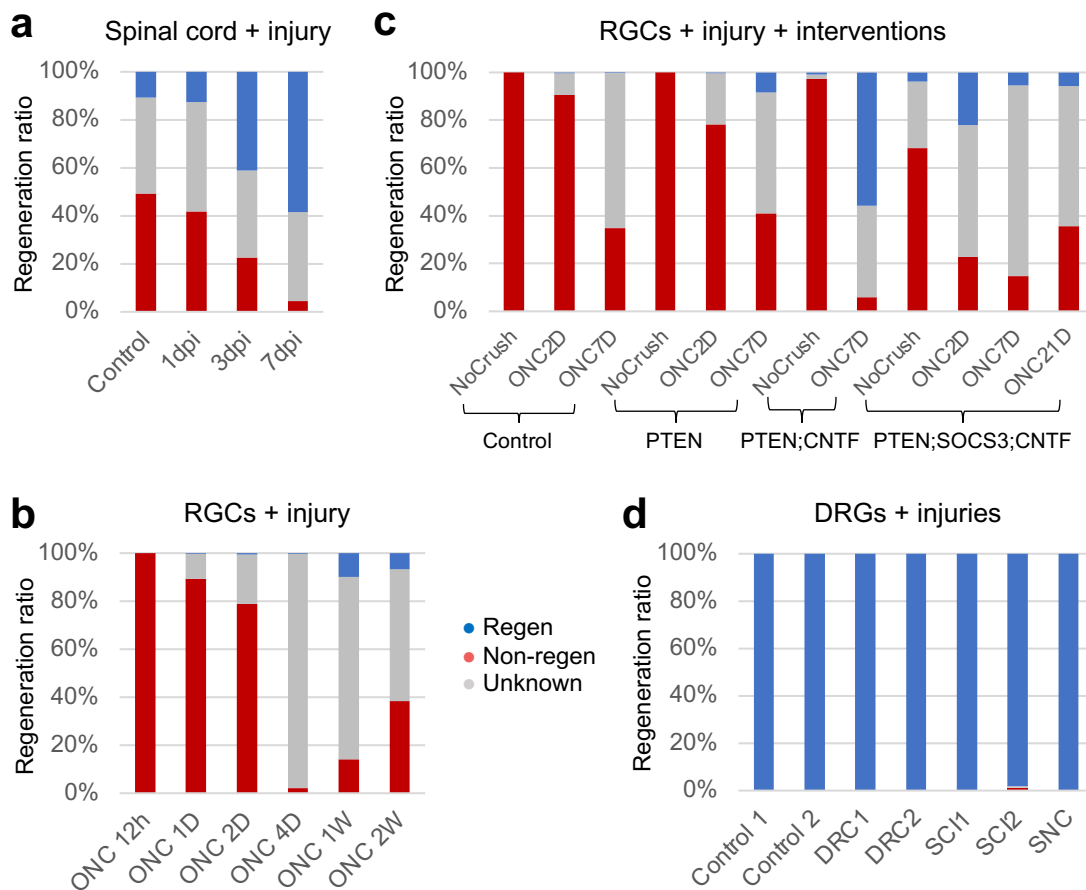 a
Spinal cord + injury
Regeneration ratio
100%
80%
60%
40%
20%
0%
Control
1dpi
3dpi
7dpi
c
RGCs + injury + interventions
Regeneration ratio
100%
80%
60%
40%
20%
0%
NoCrush
ONC2D
ONC7D
NoCrush
ONC2D
ONC7D
NoCrush
ONC7D
NoCrush
ONC2D
ONC7D
ONC21D
Control
PTEN
PTEN;CNTF
PTEN;SOCS3;CNTF
b
RGCs + injury
Regeneration ratio
100%
80%
60%
40%
20%
0%
ONC 12h
ONC 1D
ONC 2D
ONC 4D
ONC 1W
ONC 2W
Regen
Non-regen
Unknown
d
DRGs + injuries
Regeneration ratio
100%
80%
60%
40%
20%
0%
Control 1
Control 2
DRC1
DRC2
SCI1
SCI2
SNC